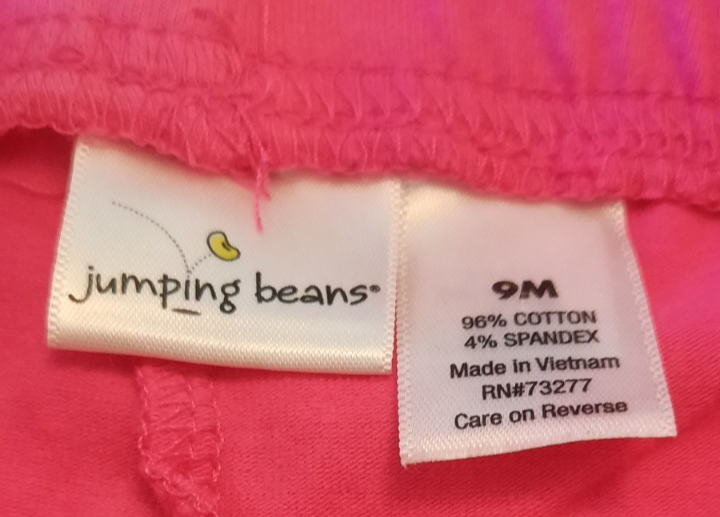 jumping beans®
9M
96% COTTON
4% SPANDEX
Made in Vietnam
RN#73277
Care on Reverse